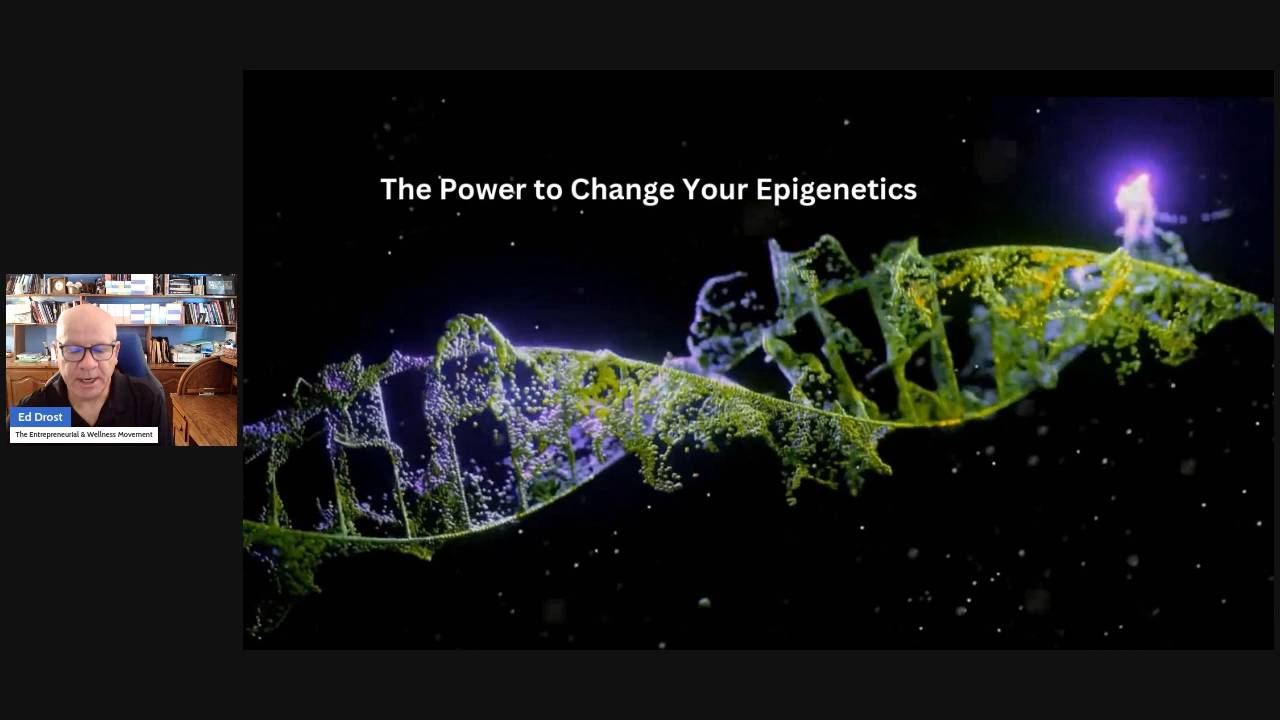 The Power to Change Your Epigenetics
Ed Drost
The Entrepreneurial & Wellness Movement